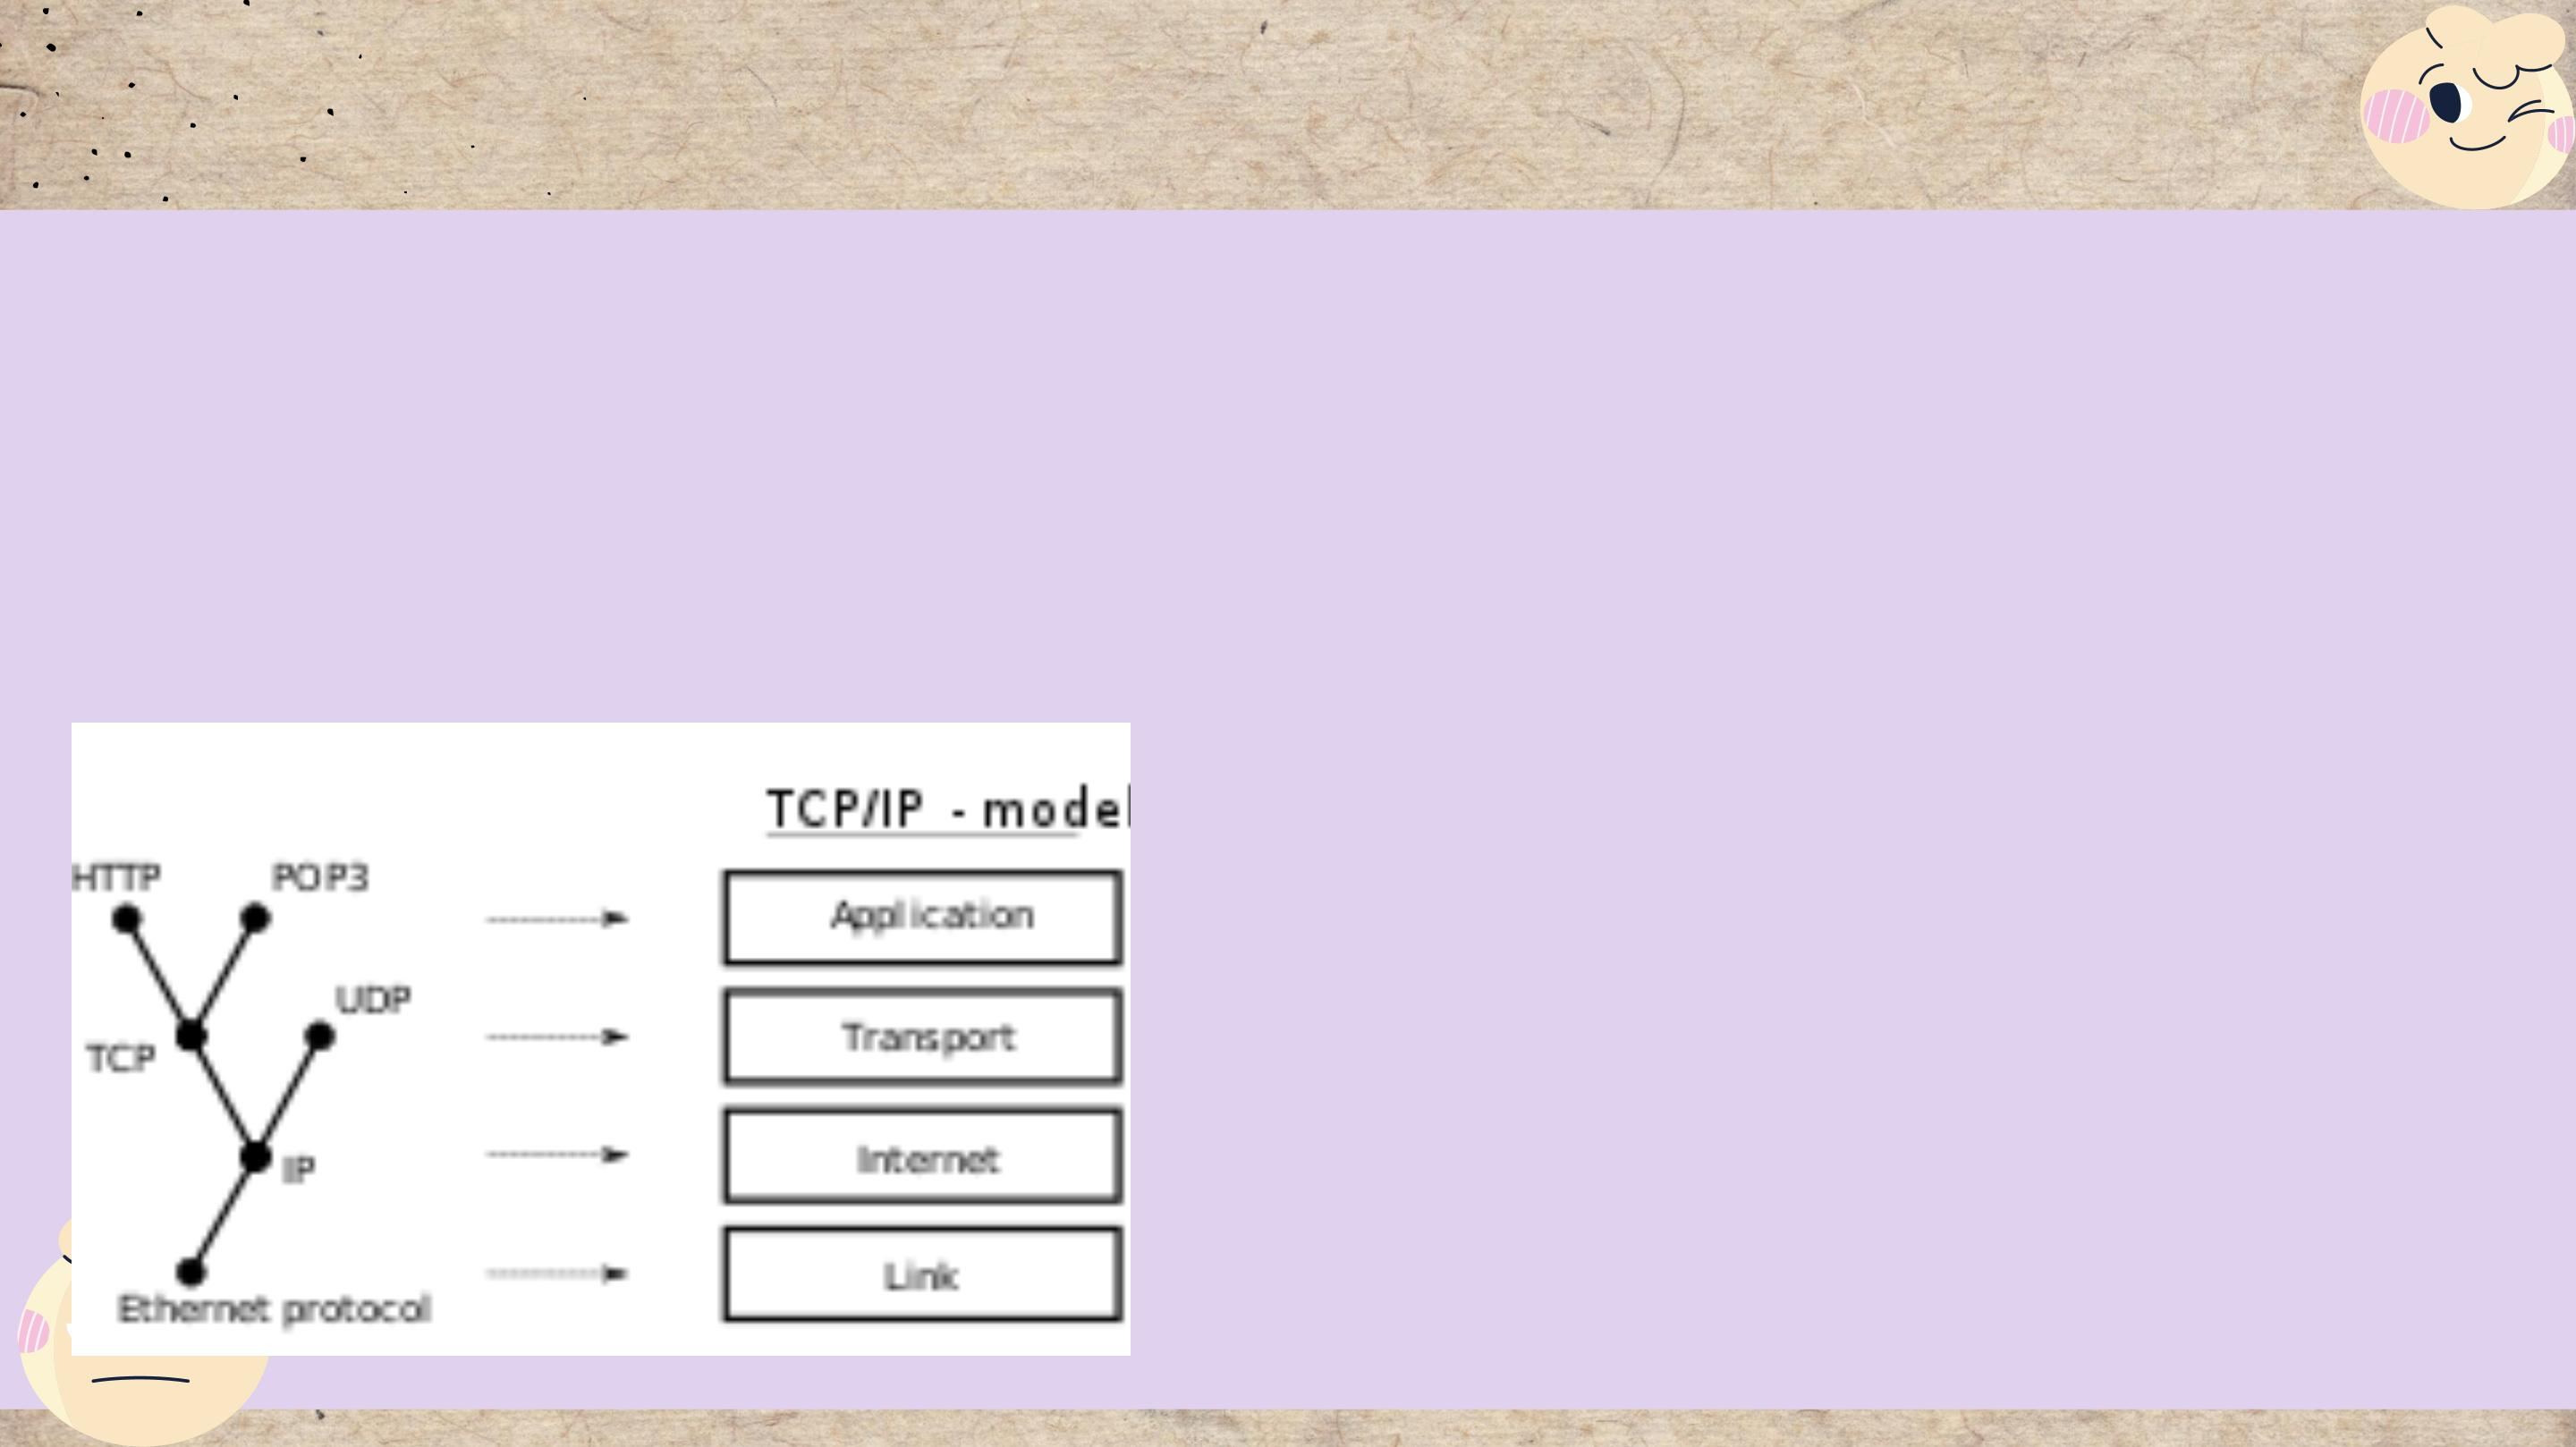 TCP/IP - model
HTTP POP3
Application
UDP
Transport
TCP
Internet
IP
Link
Ethernet protocol